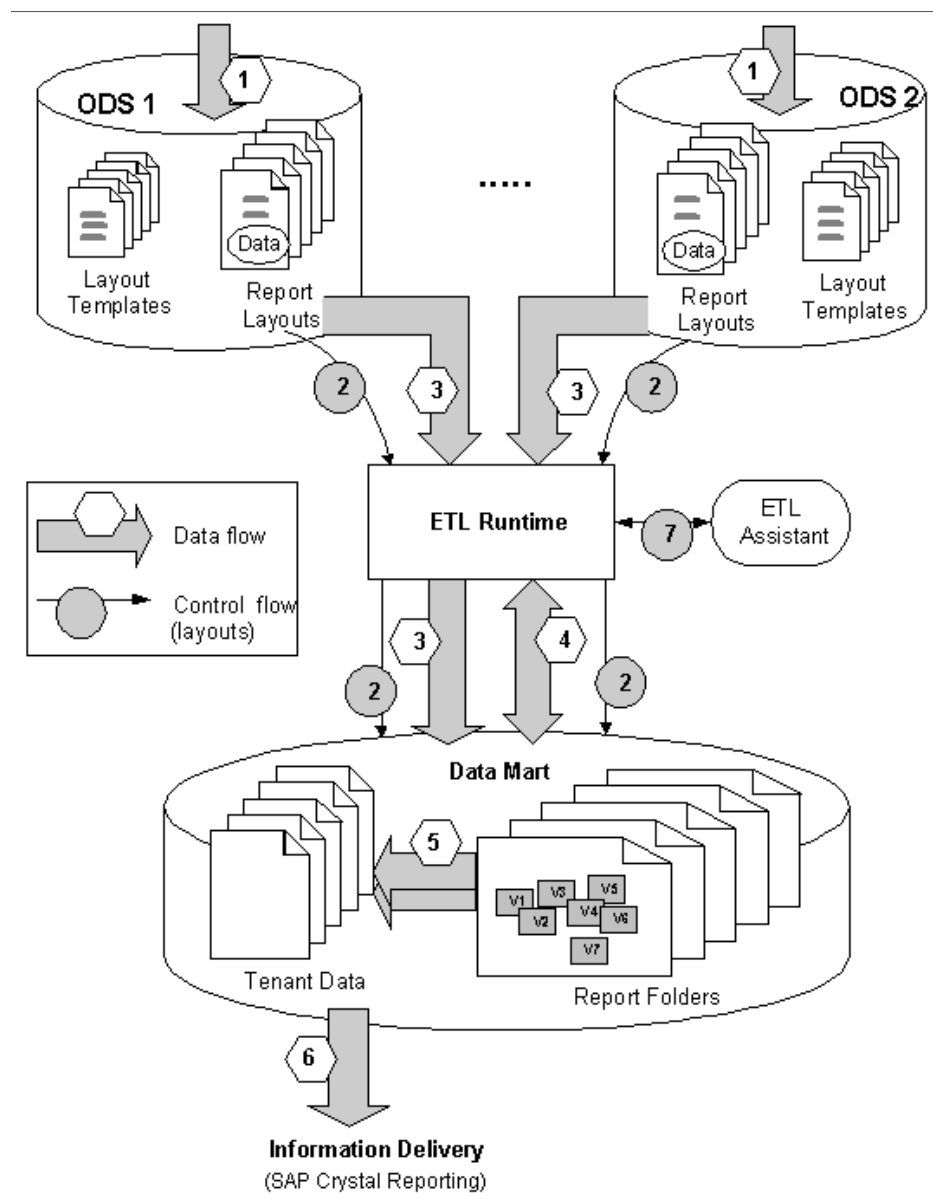 1
1
ODS 1
ODS 2
.....
Data
Data
Layout
Templates
Report
Layouts
Report
Layouts
Layout
Templates
2
3
3
2
ETL Runtime
7
ETL
Assistant
Data flow
Control flow
(layouts)
3
4
2
2
Data Mart
5
V1
V3
V5
V2
V4
V6
V7
Tenant Data
Report Folders
6
Information Delivery
(SAP Crystal Reporting)